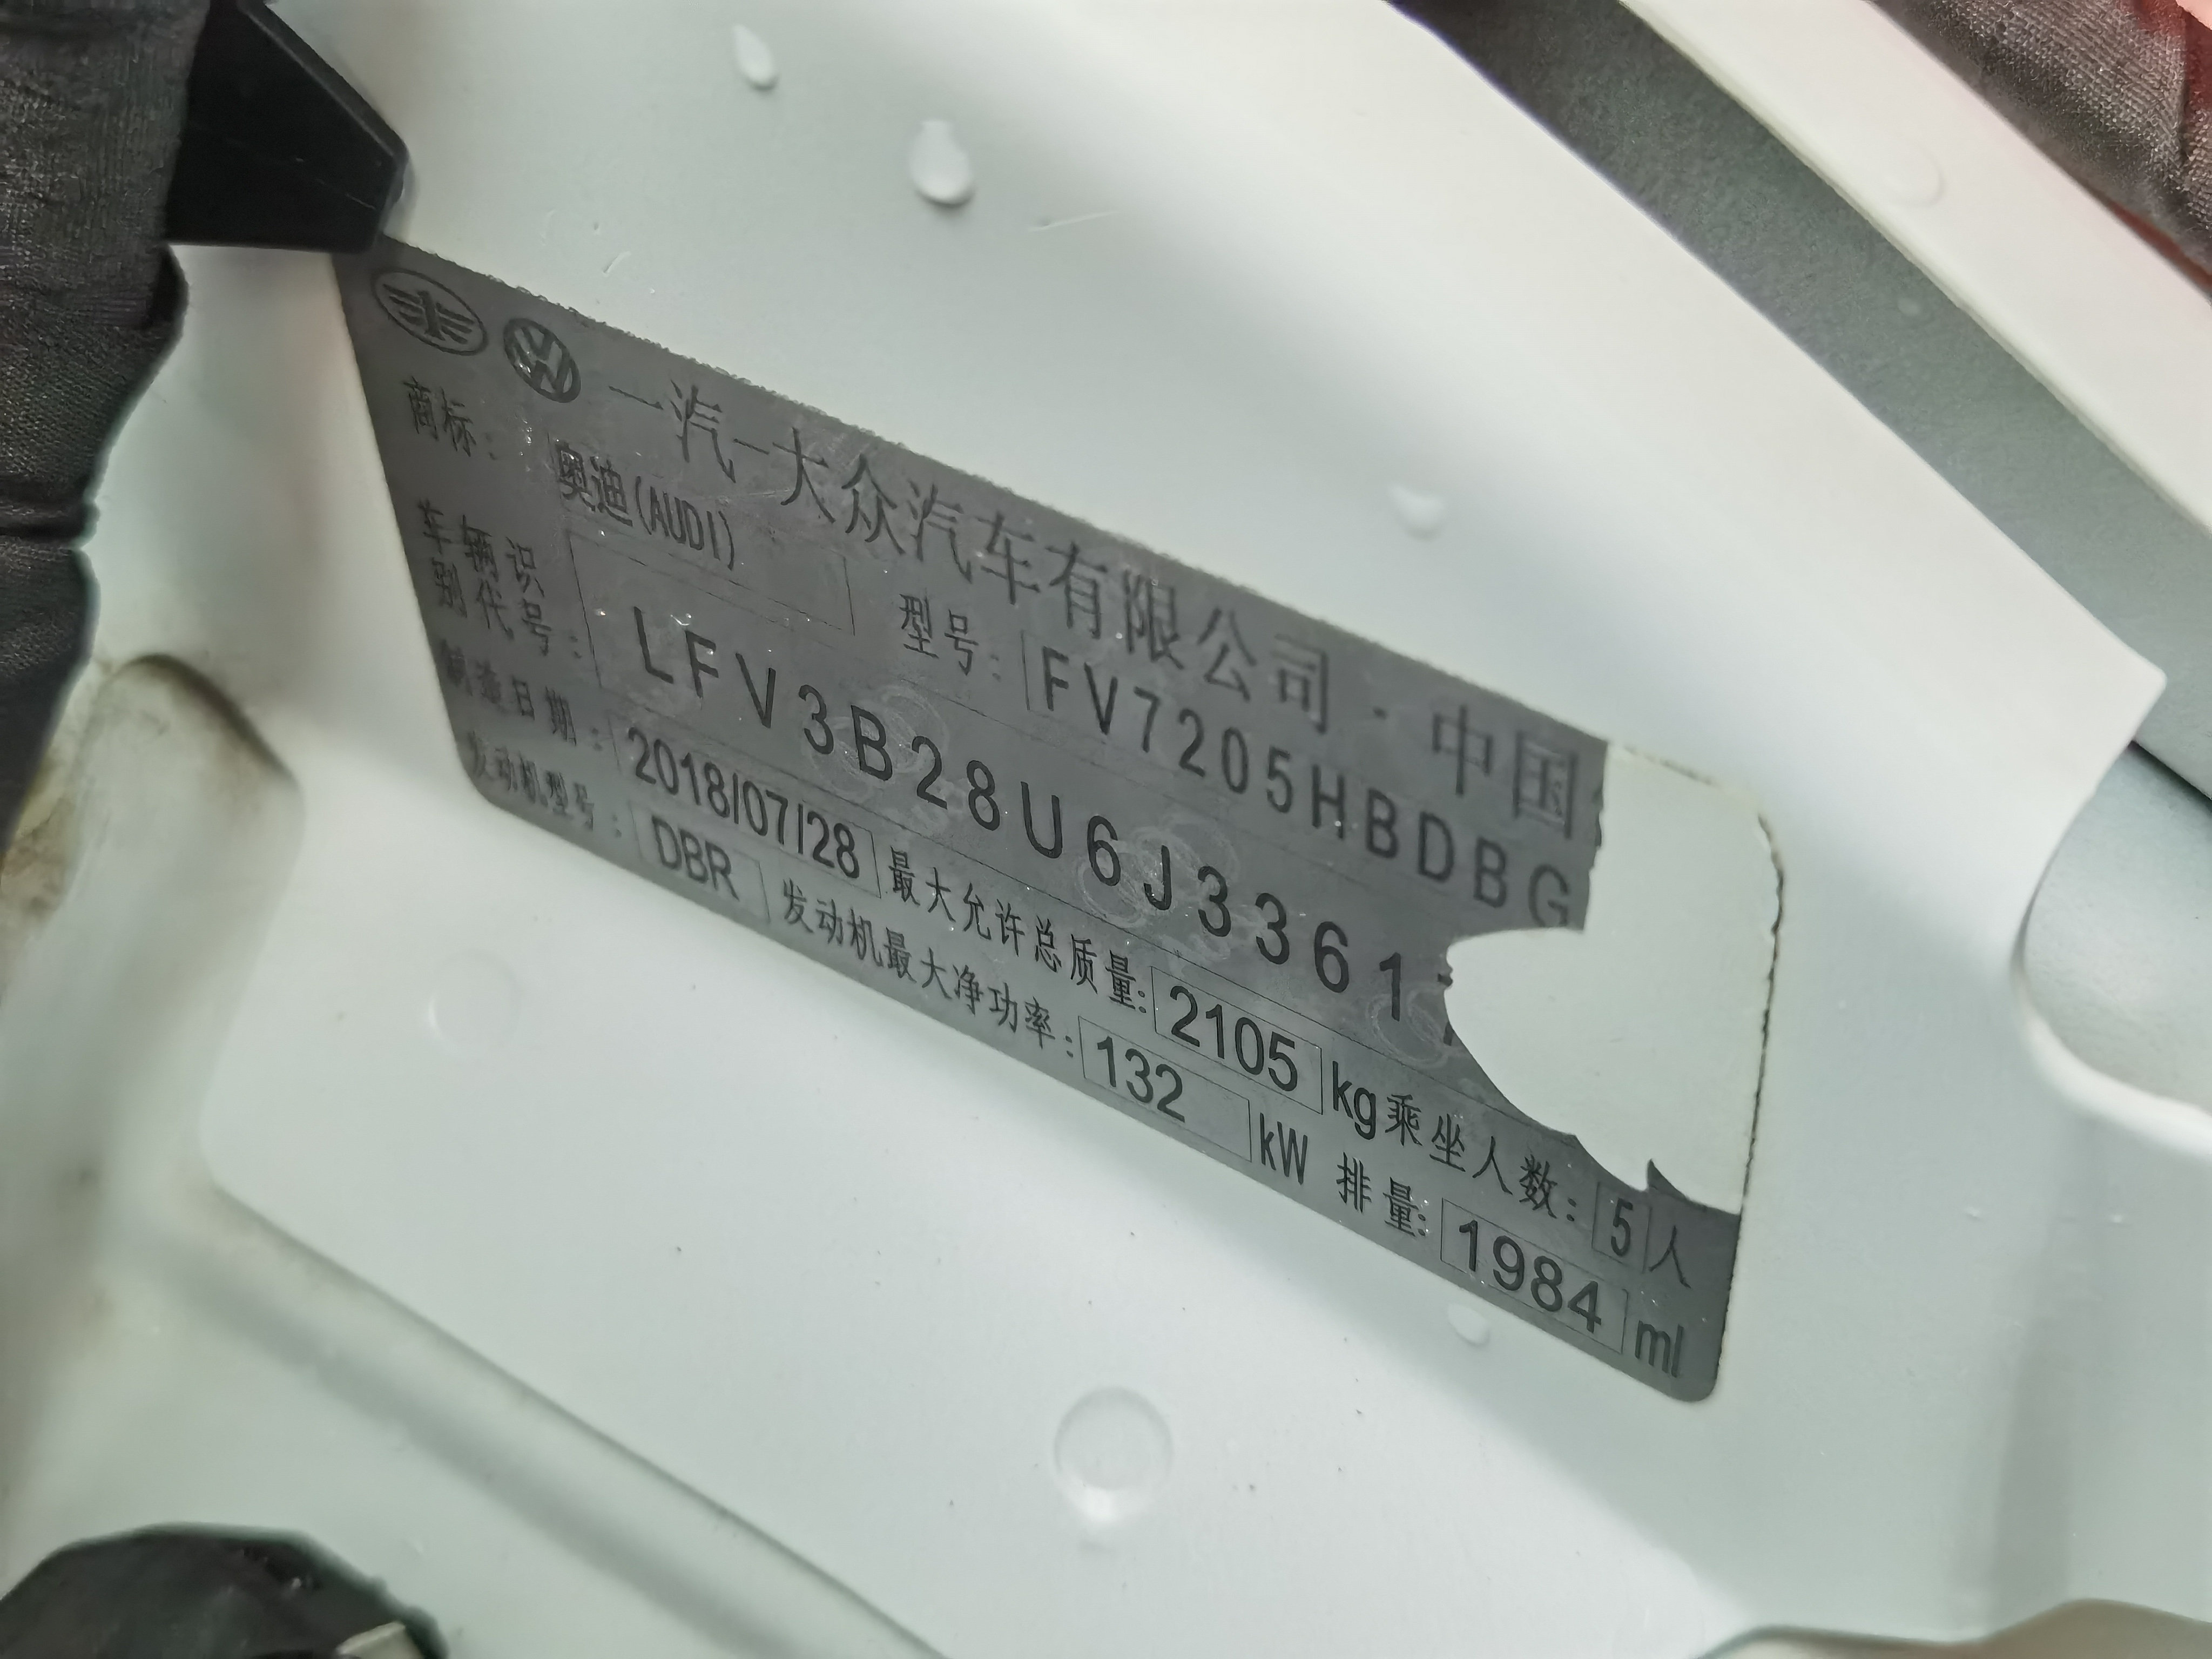 一汽-大众汽车有限公司·中国
商标: 奥迪(AUDI) 型号: FV7205HBDBG
车辆识别代号: LFV3B28U6J3361
制造日期: 2018/07/28 最大允许总质量: 2105 kg 乘坐人数: 5 人
发动机型号: DBR 发动机最大净功率: 132 kW 排量: 1984 ml